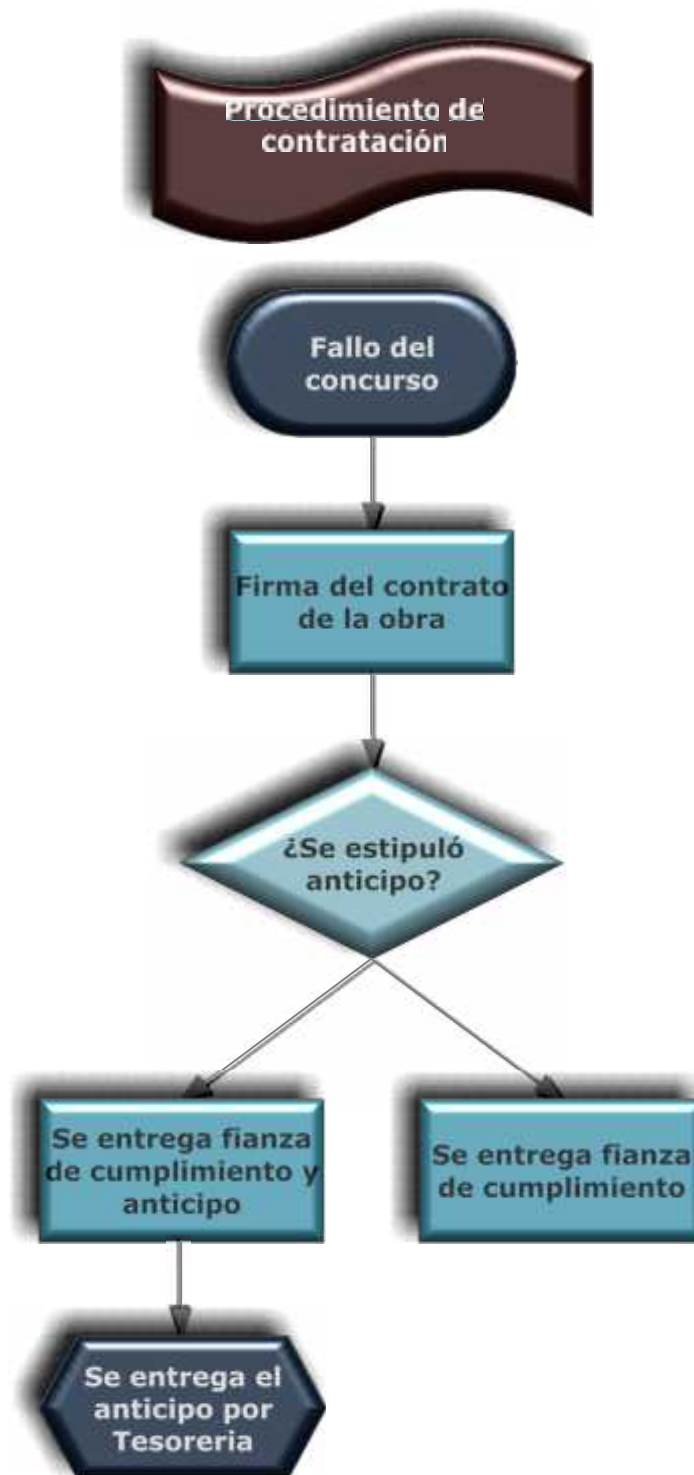 Procedimiento de
contratación
Fallo del
concurso
Firma del contrato
de la obra
¿Se estipuló
anticipo?
Se entrega fianza
de cumplimiento y
anticipo
Se entrega fianza
de cumplimiento
Se entrega el
anticipo por
Tesoreria